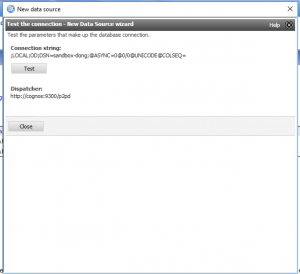 New data source
Test the connection - New Data Source wizard
Help
Test the parameters that make up the database connection.
Connection string:
;LOCAL;OD;DSN=sandbox-dong;@ASYNC=0@0/0@UNICODE@COLSEQ=
Test
Dispatcher:
http://cognos:9300/p2pd
Close